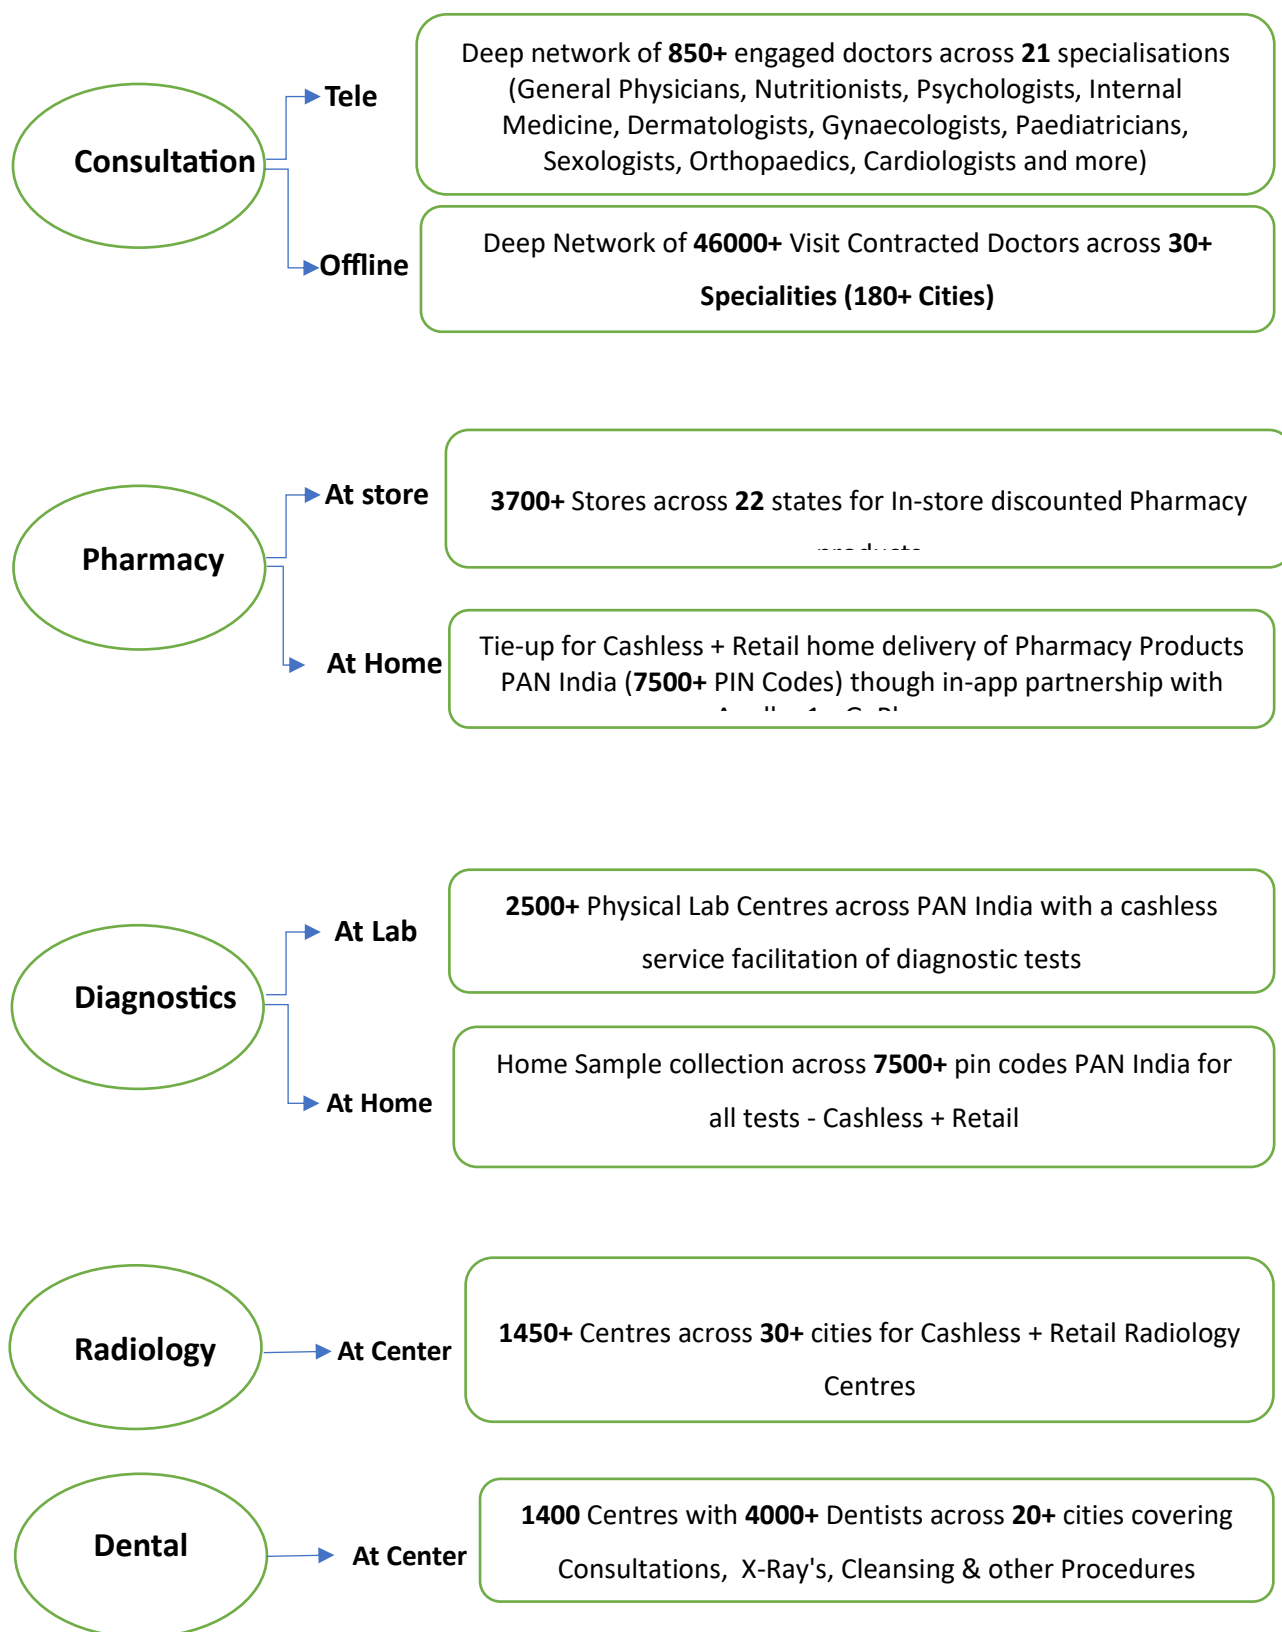 Consultation
Tele
Deep network of 850+ engaged doctors across 21 specialisations
(General Physicians, Nutritionists, Psychologists, Internal
Medicine, Dermatologists, Gynaecologists, Paediatricians,
Sexologists, Orthopaedics, Cardiologists and more)
Offline
Deep Network of 46000+ Visit Contracted Doctors across 30+
Specialities (180+ Cities)
Pharmacy
At store
3700+ Stores across 22 states for In-store discounted Pharmacy
At Home
Tie-up for Cashless + Retail home delivery of Pharmacy Products
PAN India (7500+ PIN Codes) though in-app partnership with
Diagnostics
At Lab
2500+ Physical Lab Centres across PAN India with a cashless
service facilitation of diagnostic tests
At Home
Home Sample collection across 7500+ pin codes PAN India for
all tests - Cashless + Retail
Radiology
At Center
1450+ Centres across 30+ cities for Cashless + Retail Radiology
Centres
Dental
At Center
1400 Centres with 4000+ Dentists across 20+ cities covering
Consultations, X-Ray's, Cleansing & other Procedures